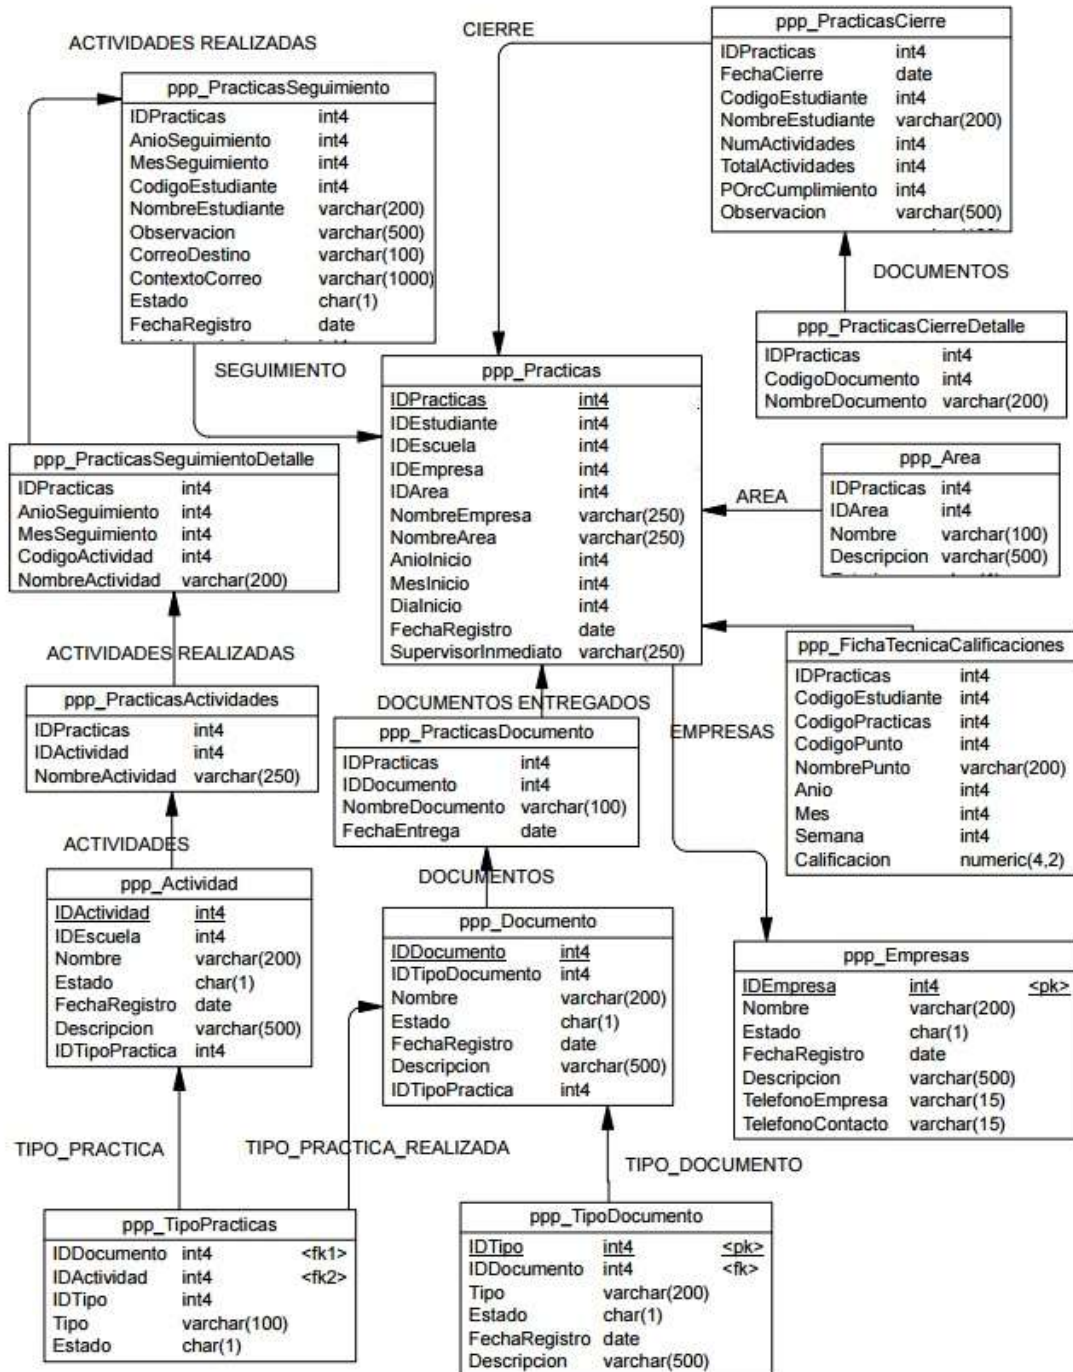 ACTIVIDADES REALIZADAS
CIERRE
ppp_PracticasCierre
IDPracticas int4
FechaCierre date
CodigoEstudiante int4
NombreEstudiante varchar(200)
NumActividades int4
TotalActividades int4
POrcCumplimiento int4
Observacion varchar(500)
ppp_PracticasSeguimiento
IDPracticas int4
AnioSeguimiento int4
MesSeguimiento int4
CodigoEstudiante int4
NombreEstudiante varchar(200)
Observacion varchar(500)
CorreoDestino varchar(100)
ContextoCorreo varchar(1000)
Estado char(1)
FechaRegistro date
DOCUMENTOS
ppp_PracticasCierreDetalle
IDPracticas int4
CodigoDocumento int4
NombreDocumento varchar(200)
SEGUIMIENTO
ppp_Practicas
IDPracticas int4
IDEstudiante int4
IDEscuela int4
IDEmpresa int4
IDArea int4
NombreEmpresa varchar(250)
NombreArea varchar(250)
AnioInicio int4
MesInicio int4
DiaInicio int4
FechaRegistro date
SupervisorInmediato varchar(250)
ppp_PracticasSeguimientoDetalle
IDPracticas int4
AnioSeguimiento int4
MesSeguimiento int4
CodigoActividad int4
NombreActividad varchar(200)
AREA
ppp_Area
IDPracticas int4
IDArea int4
Nombre varchar(100)
Descripcion varchar(500)
ACTIVIDADES REALIZADAS
ppp_PracticasActividades
IDPracticas int4
IDActividad int4
NombreActividad varchar(250)
DOCUMENTOS ENTREGADOS
ppp_PracticasDocumento
IDPracticas int4
IDDocumento int4
NombreDocumento varchar(100)
FechaEntrega date
EMPRESAS
ppp_FichaTecnicaCalificaciones
IDPracticas int4
CodigoEstudiante int4
CodigoPracticas int4
CodigoPunto int4
NombrePunto varchar(200)
Anio int4
Mes int4
Semana int4
Calificacion numeric(4,2)
ACTIVIDADES
ppp_Actividad
IDActividad int4
IDEscuela int4
Nombre varchar(200)
Estado char(1)
FechaRegistro date
Descripcion varchar(500)
IDTipoPractica int4
DOCUMENTOS
ppp_Documento
IDDocumento int4
IDTipoDocumento int4
Nombre varchar(200)
Estado char(1)
FechaRegistro date
Descripcion varchar(500)
IDTipoPractica int4
ppp_Empresas
IDEmpresa int4 <pk>
Nombre varchar(200)
Estado char(1)
FechaRegistro date
Descripcion varchar(500)
TelefonoEmpresa varchar(15)
TelefonoContacto varchar(15)
TIPO_PRACTICA
TIPO_PRACTICA_REALIZADA
TIPO_DOCUMENTO
ppp_TipoPracticas
IDDocumento int4 <fk1>
IDActividad int4 <fk2>
IDTipo int4
Tipo varchar(100)
Estado char(1)
ppp_TipoDocumento
IDTipo int4 <pk>
IDDocumento int4 <fk>
Tipo varchar(200)
Estado char(1)
FechaRegistro date
Descripcion varchar(500)